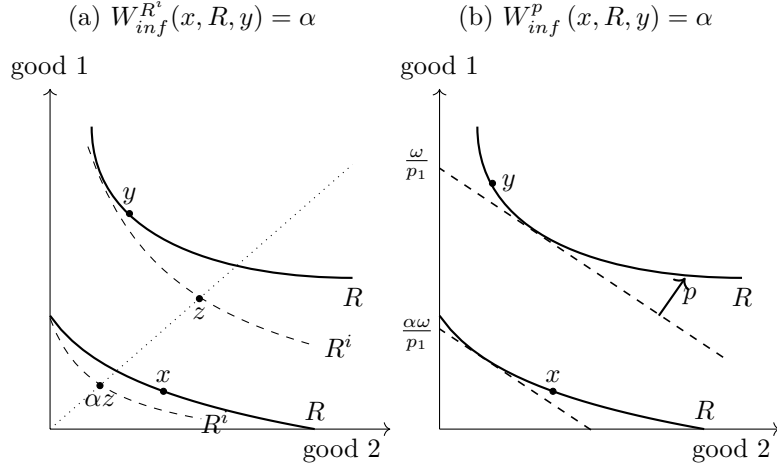 (a) $W_{inf}^{R^i}(x, R, y) = \alpha$
good 1
y
R
z
R^i
x
αz
R^i
R
good 2
(b) $W_{inf}^{p}(x, R, y) = \alpha$
good 1
$\frac{\omega}{p_1}$
y
p
R
$\frac{\alpha\omega}{p_1}$
x
R
good 2